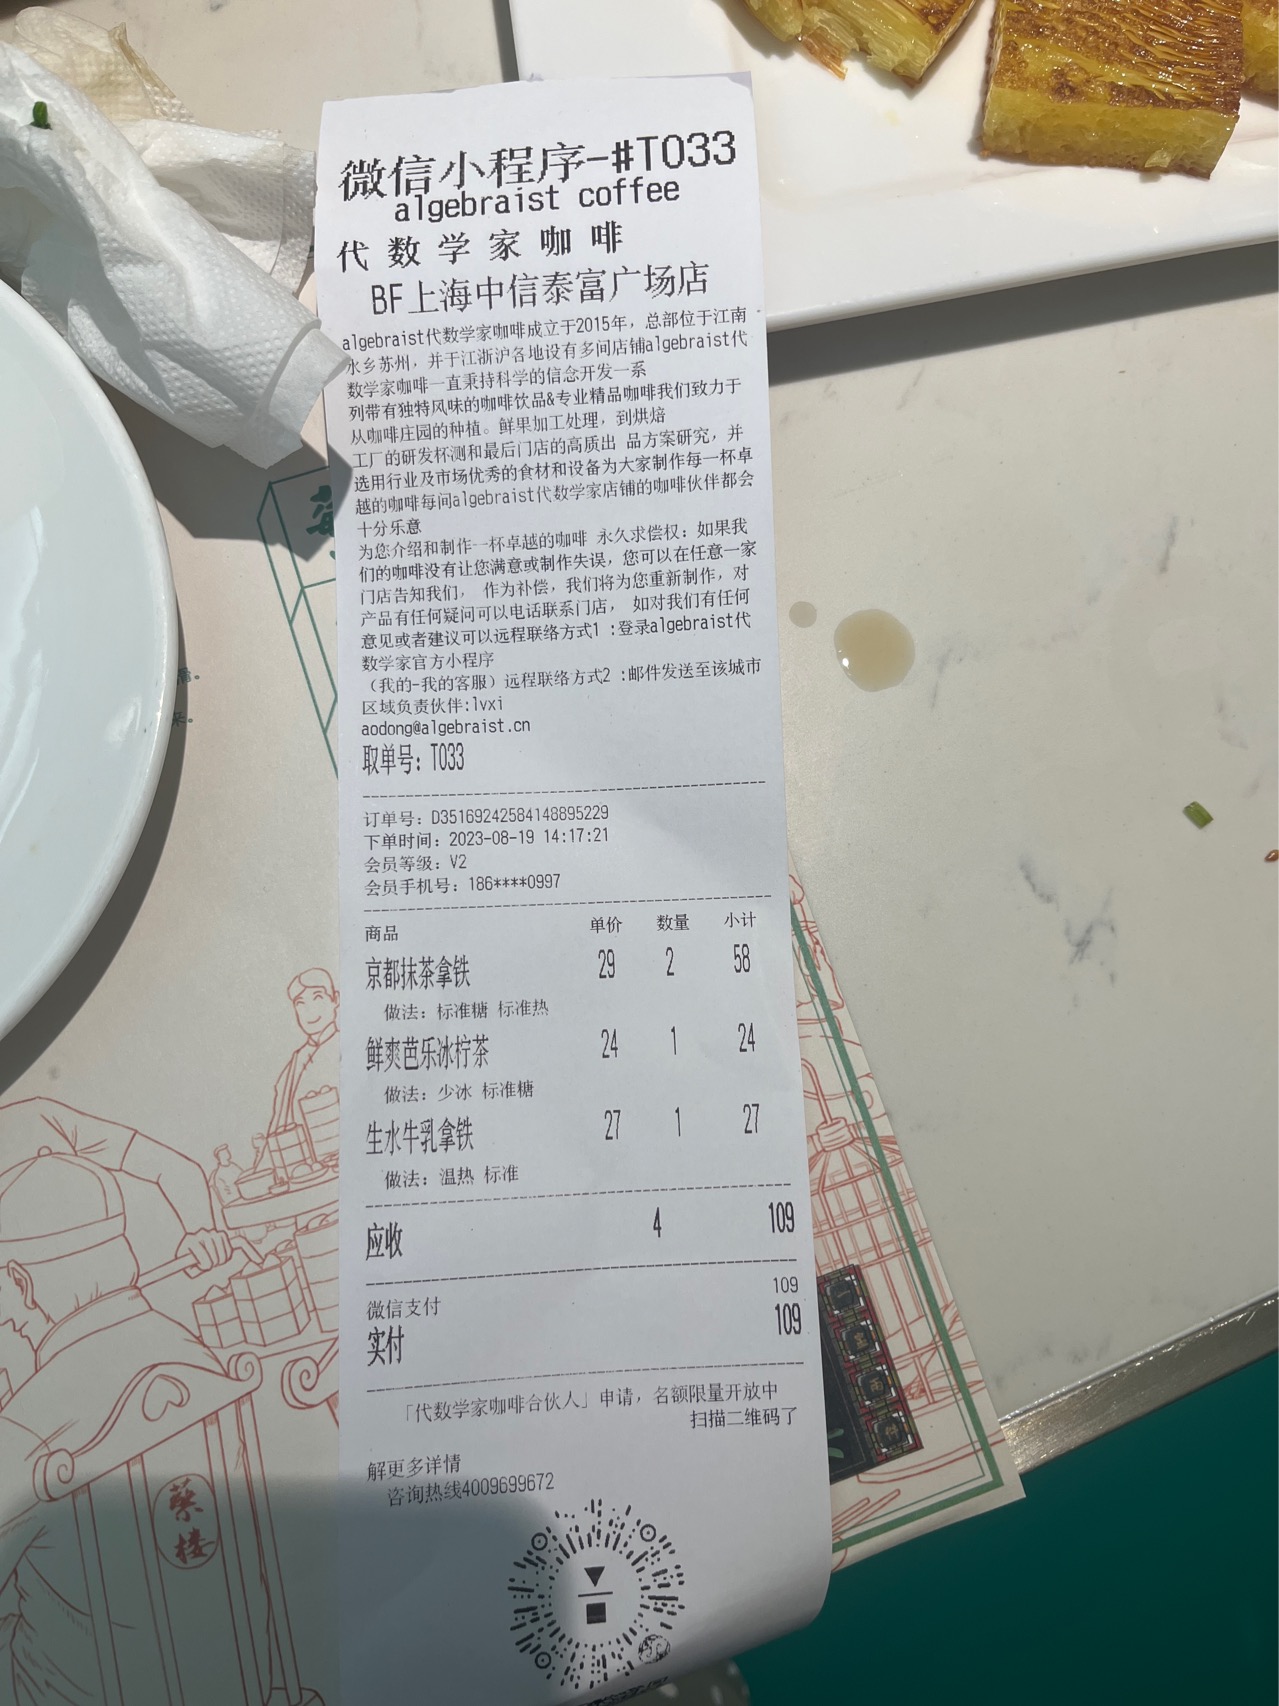 微信小程序-#T033
algebraist coffee
代数学家咖啡
BF上海中信泰富广场店
algebraist代数学家咖啡成立于2015年，总部位于江南
水乡苏州，并于江浙沪各地设有多间店铺algebraist代
数学家咖啡一直秉持科学的信念开发一系
列带有独特风味的咖啡饮品&专业精品咖啡我们致力于
从咖啡庄园的种植。鲜果加工处理，到烘焙
工厂的研发杯测和最后门店的高质出 品方案研究，并
选用行业及市场优秀的食材和设备为大家制作每一杯卓
越的咖啡每间algebraist代数学家店铺的咖啡伙伴都会
十分乐意
为您介绍和制作一杯卓越的咖啡 永久求偿权：如果我
们的咖啡没有让您满意或制作失误，您可以在任意一家
门店告知我们， 作为补偿，我们将为您重新制作，对
产品有任何疑问可以电话联系门店， 如对我们有任何
意见或者建议可以远程联络方式1 :登录algebraist代
数学家官方小程序
（我的-我的客服）远程联络方式2 :邮件发送至该城市
区域负责伙伴:lvxi
aodong@algebraist.cn
取单号：T033
订单号：D35169242584148895229
下单时间：2023-08-19 14:17:21
会员等级：V2
会员手机号：186****0997
商品 单价 数量 小计
京都抹茶拿铁 29 2 58
做法：标准糖 标准热
鲜爽芭乐冰柠茶 24 1 24
做法：少冰 标准糖
生水牛乳拿铁 27 1 27
做法：温热 标准
应收 4 109
微信支付 109
实付 109
「代数学家咖啡合伙人」申请，名额限量开放中
扫描二维码了
解更多详情
咨询热线4009699672
蔡楼